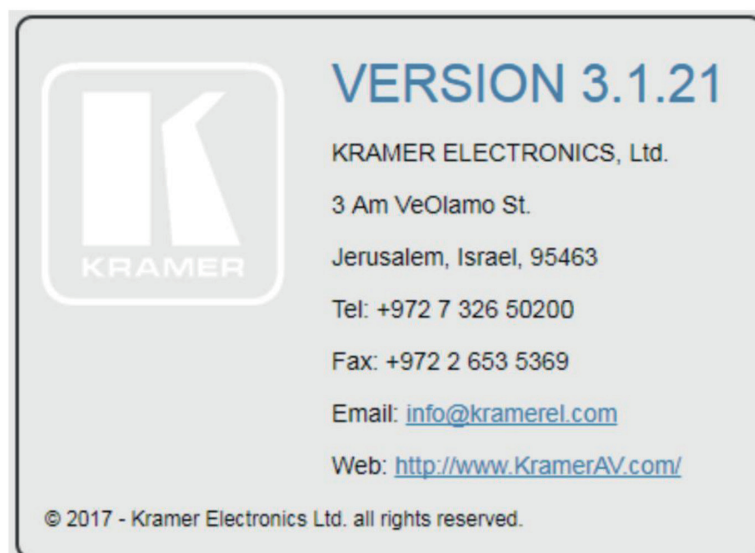 VERSION 3.1.21
KRAMER
KRAMER ELECTRONICS, Ltd.
3 Am VeOlamo St.
Jerusalem, Israel, 95463
Tel: +972 7 326 50200
Fax: +972 2 653 5369
Email: info@kramerel.com
Web: http://www.KramerAV.com/
© 2017 - Kramer Electronics Ltd. all rights reserved.